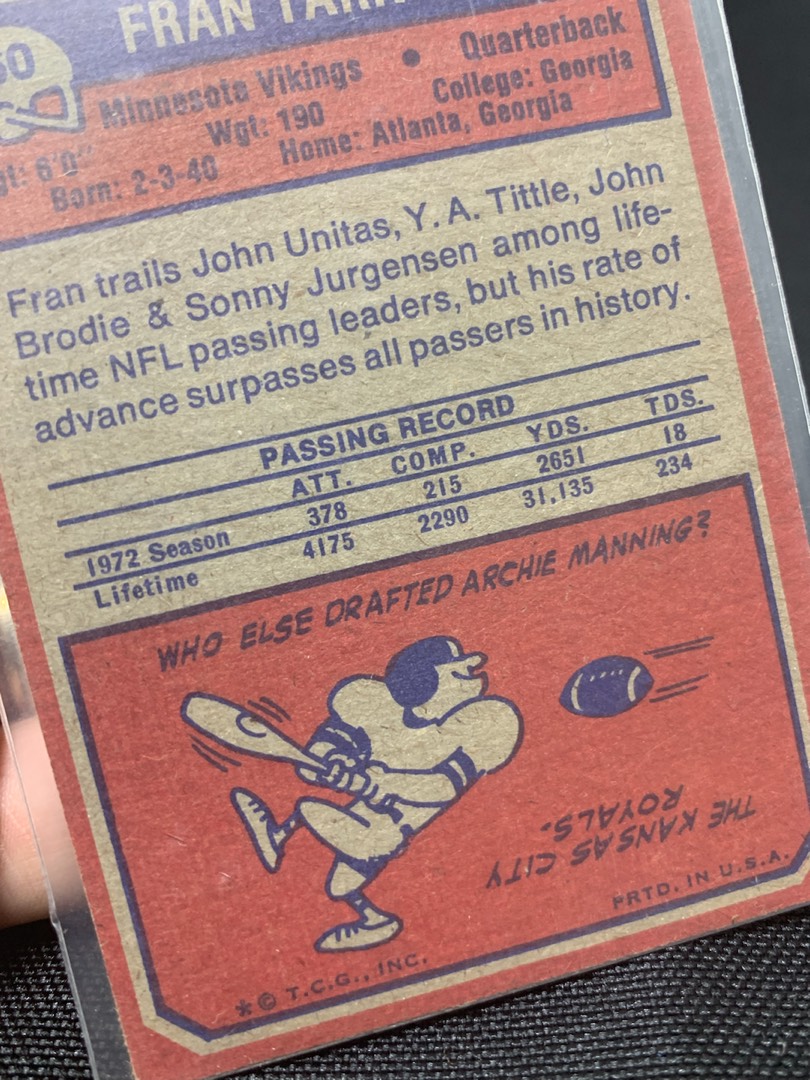 FRAN
Minnesota Vikings • Quarterback
Wgt: 190 College: Georgia
6'0"
Born: 2-3-40 Home: Atlanta, Georgia
Fran trails John Unitas, Y. A. Tittle, John
Brodie & Sonny Jurgensen among life-
time NFL passing leaders, but his rate of
advance surpasses all passers in history.
PASSING RECORD
ATT. COMP. YDS. TDS.
1972 Season 378 215 2651 18
Lifetime 4175 2290 31,135 234
WHO ELSE DRAFTED ARCHIE MANNING?
THE KANSAS CITY
ROYALS.
* © T.C.G., INC. PRTD. IN U.S.A.